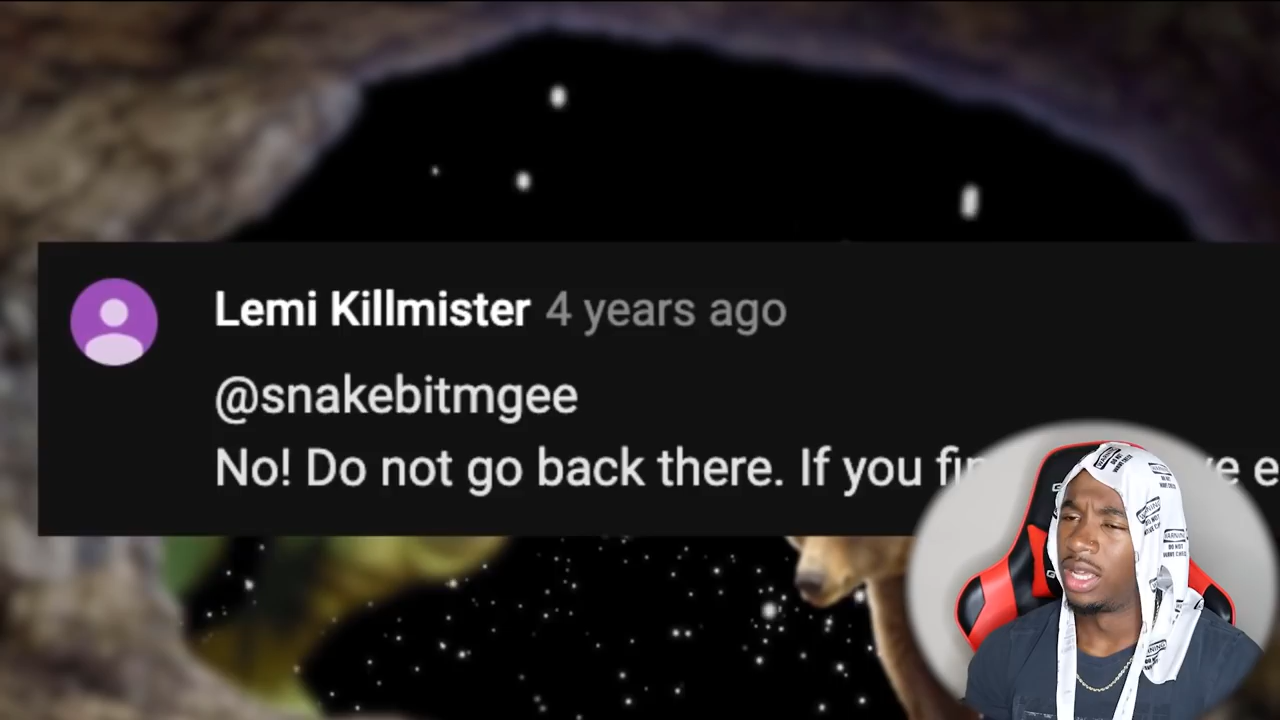 Lemi Killmister 4 years ago
@snakebitmgee
No! Do not go back there. If you